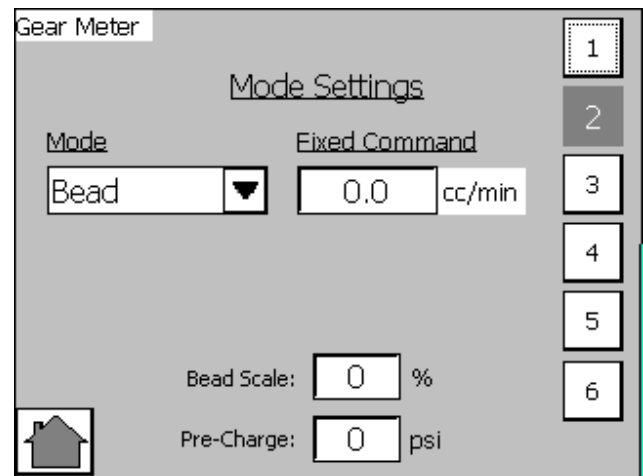 Gear Meter
1
Mode Settings
2
Mode Fixed Command
Bead 0.0 cc/min
3
4
5
Bead Scale: 0 %
6
Pre-Charge: 0 psi